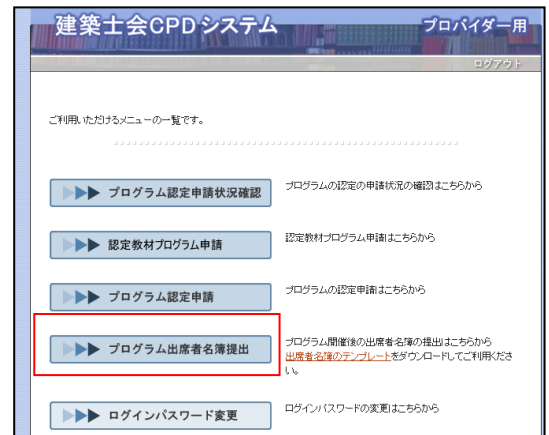 建築士会CPDシステム
プロバイダー用
ログアウト
ご利用いただけるメニューの一覧です。
プログラム認定申請状況確認
プログラムの認定の申請状況の確認はこちらから
認定教材プログラム申請
認定教材プログラム申請はこちらから
プログラム認定申請
プログラムの認定申請はこちらから
プログラム出席者名簿提出
プログラム開催後の出席者名簿の提出はこちらから
出席者名簿のテンプレートをダウンロードしてご利用くださ
い。
ログインパスワード変更
ログインパスワードの変更はこちらから